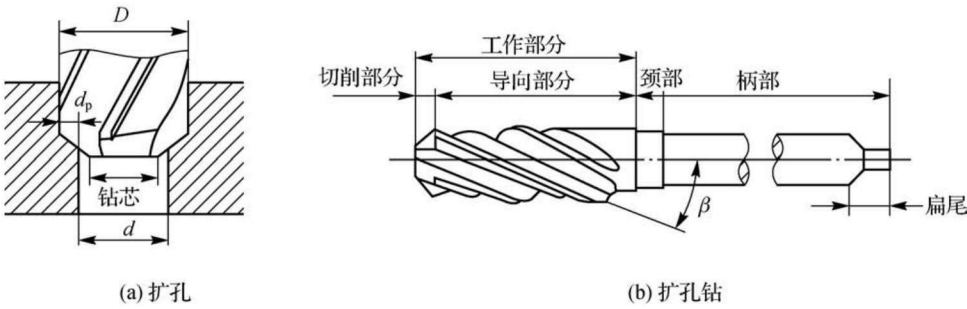 D
d_p
钻芯
d
(a) 扩孔
工作部分
切削部分 导向部分 颈部 柄部
β
扁尾
(b) 扩孔钻